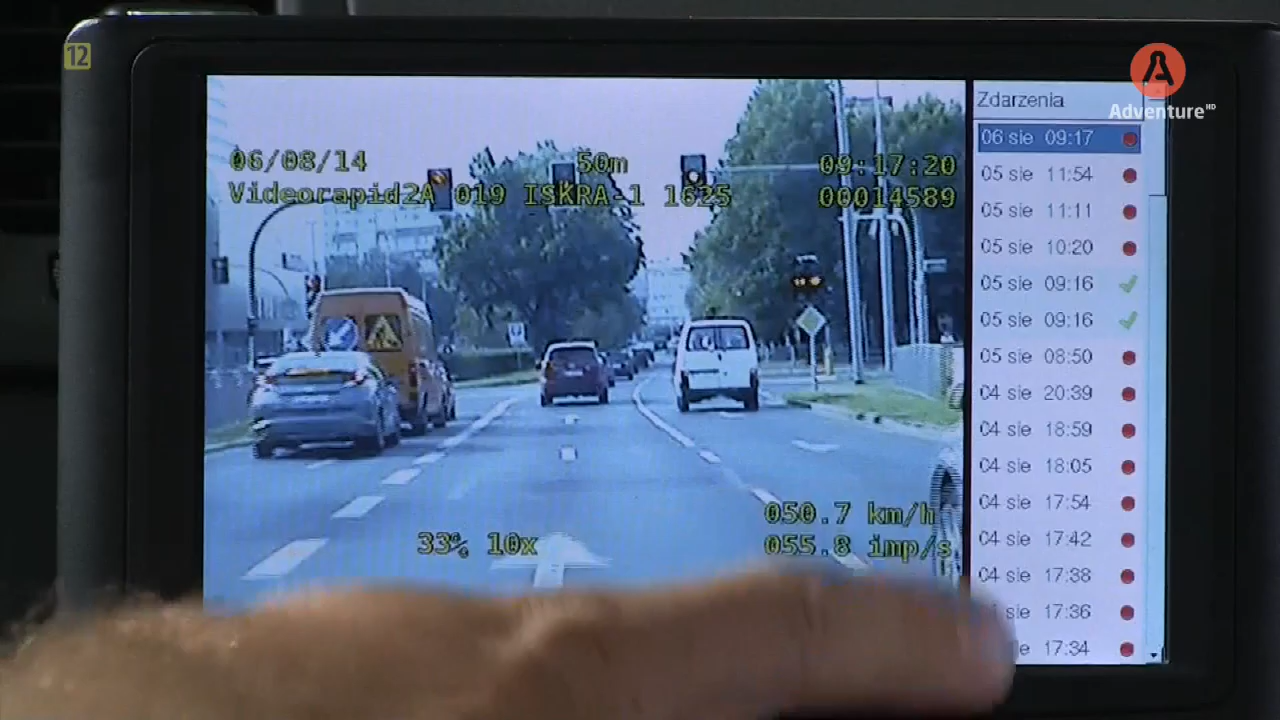 12
Adventure HD
06/08/14 50m 09:17:20
Videorapid2A 019 ISKRA-1 1625 00014589
33% 10x
050.7 km/h
055.8 imp/s
Zdarzenia
06 sie 09:17
05 sie 11:54
05 sie 11:11
05 sie 10:20
05 sie 09:16
05 sie 09:16
05 sie 08:50
04 sie 20:39
04 sie 18:59
04 sie 18:05
04 sie 17:54
04 sie 17:42
04 sie 17:38
sie 17:36
17:34